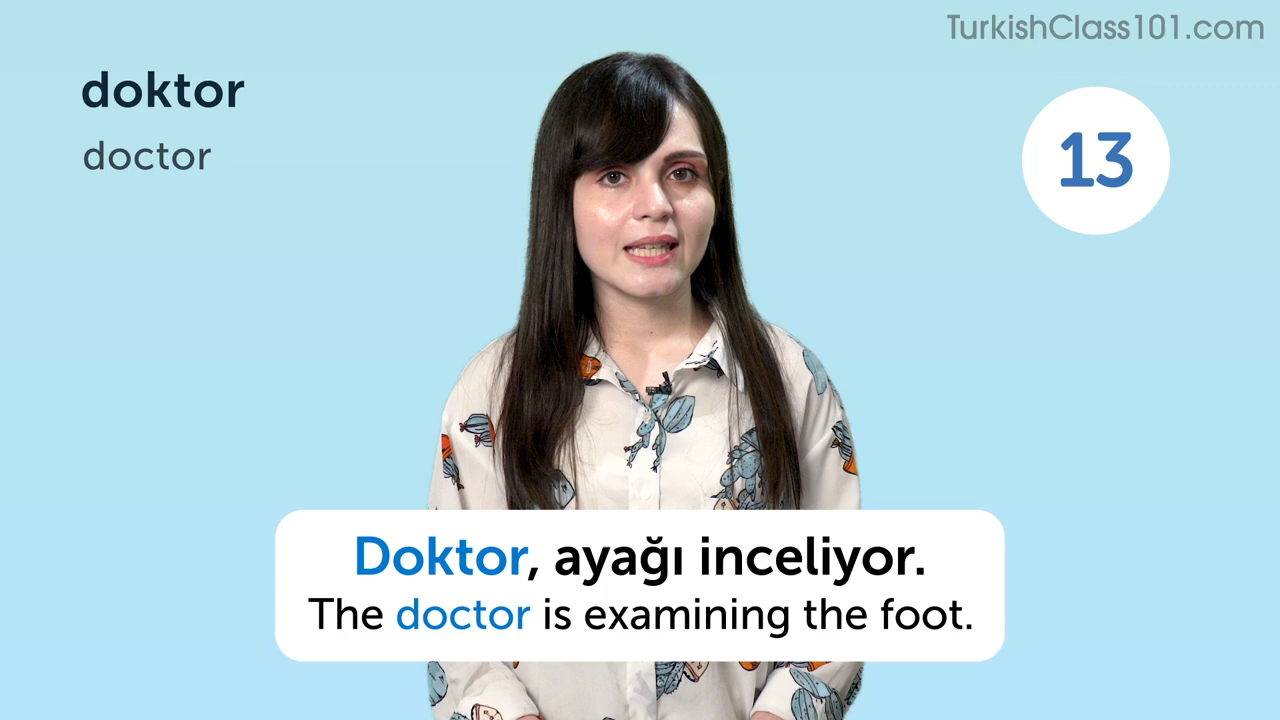 TurkishClass101.com
doktor
doctor
13
Doktor, ayağı inceliyor.
The doctor is examining the foot.